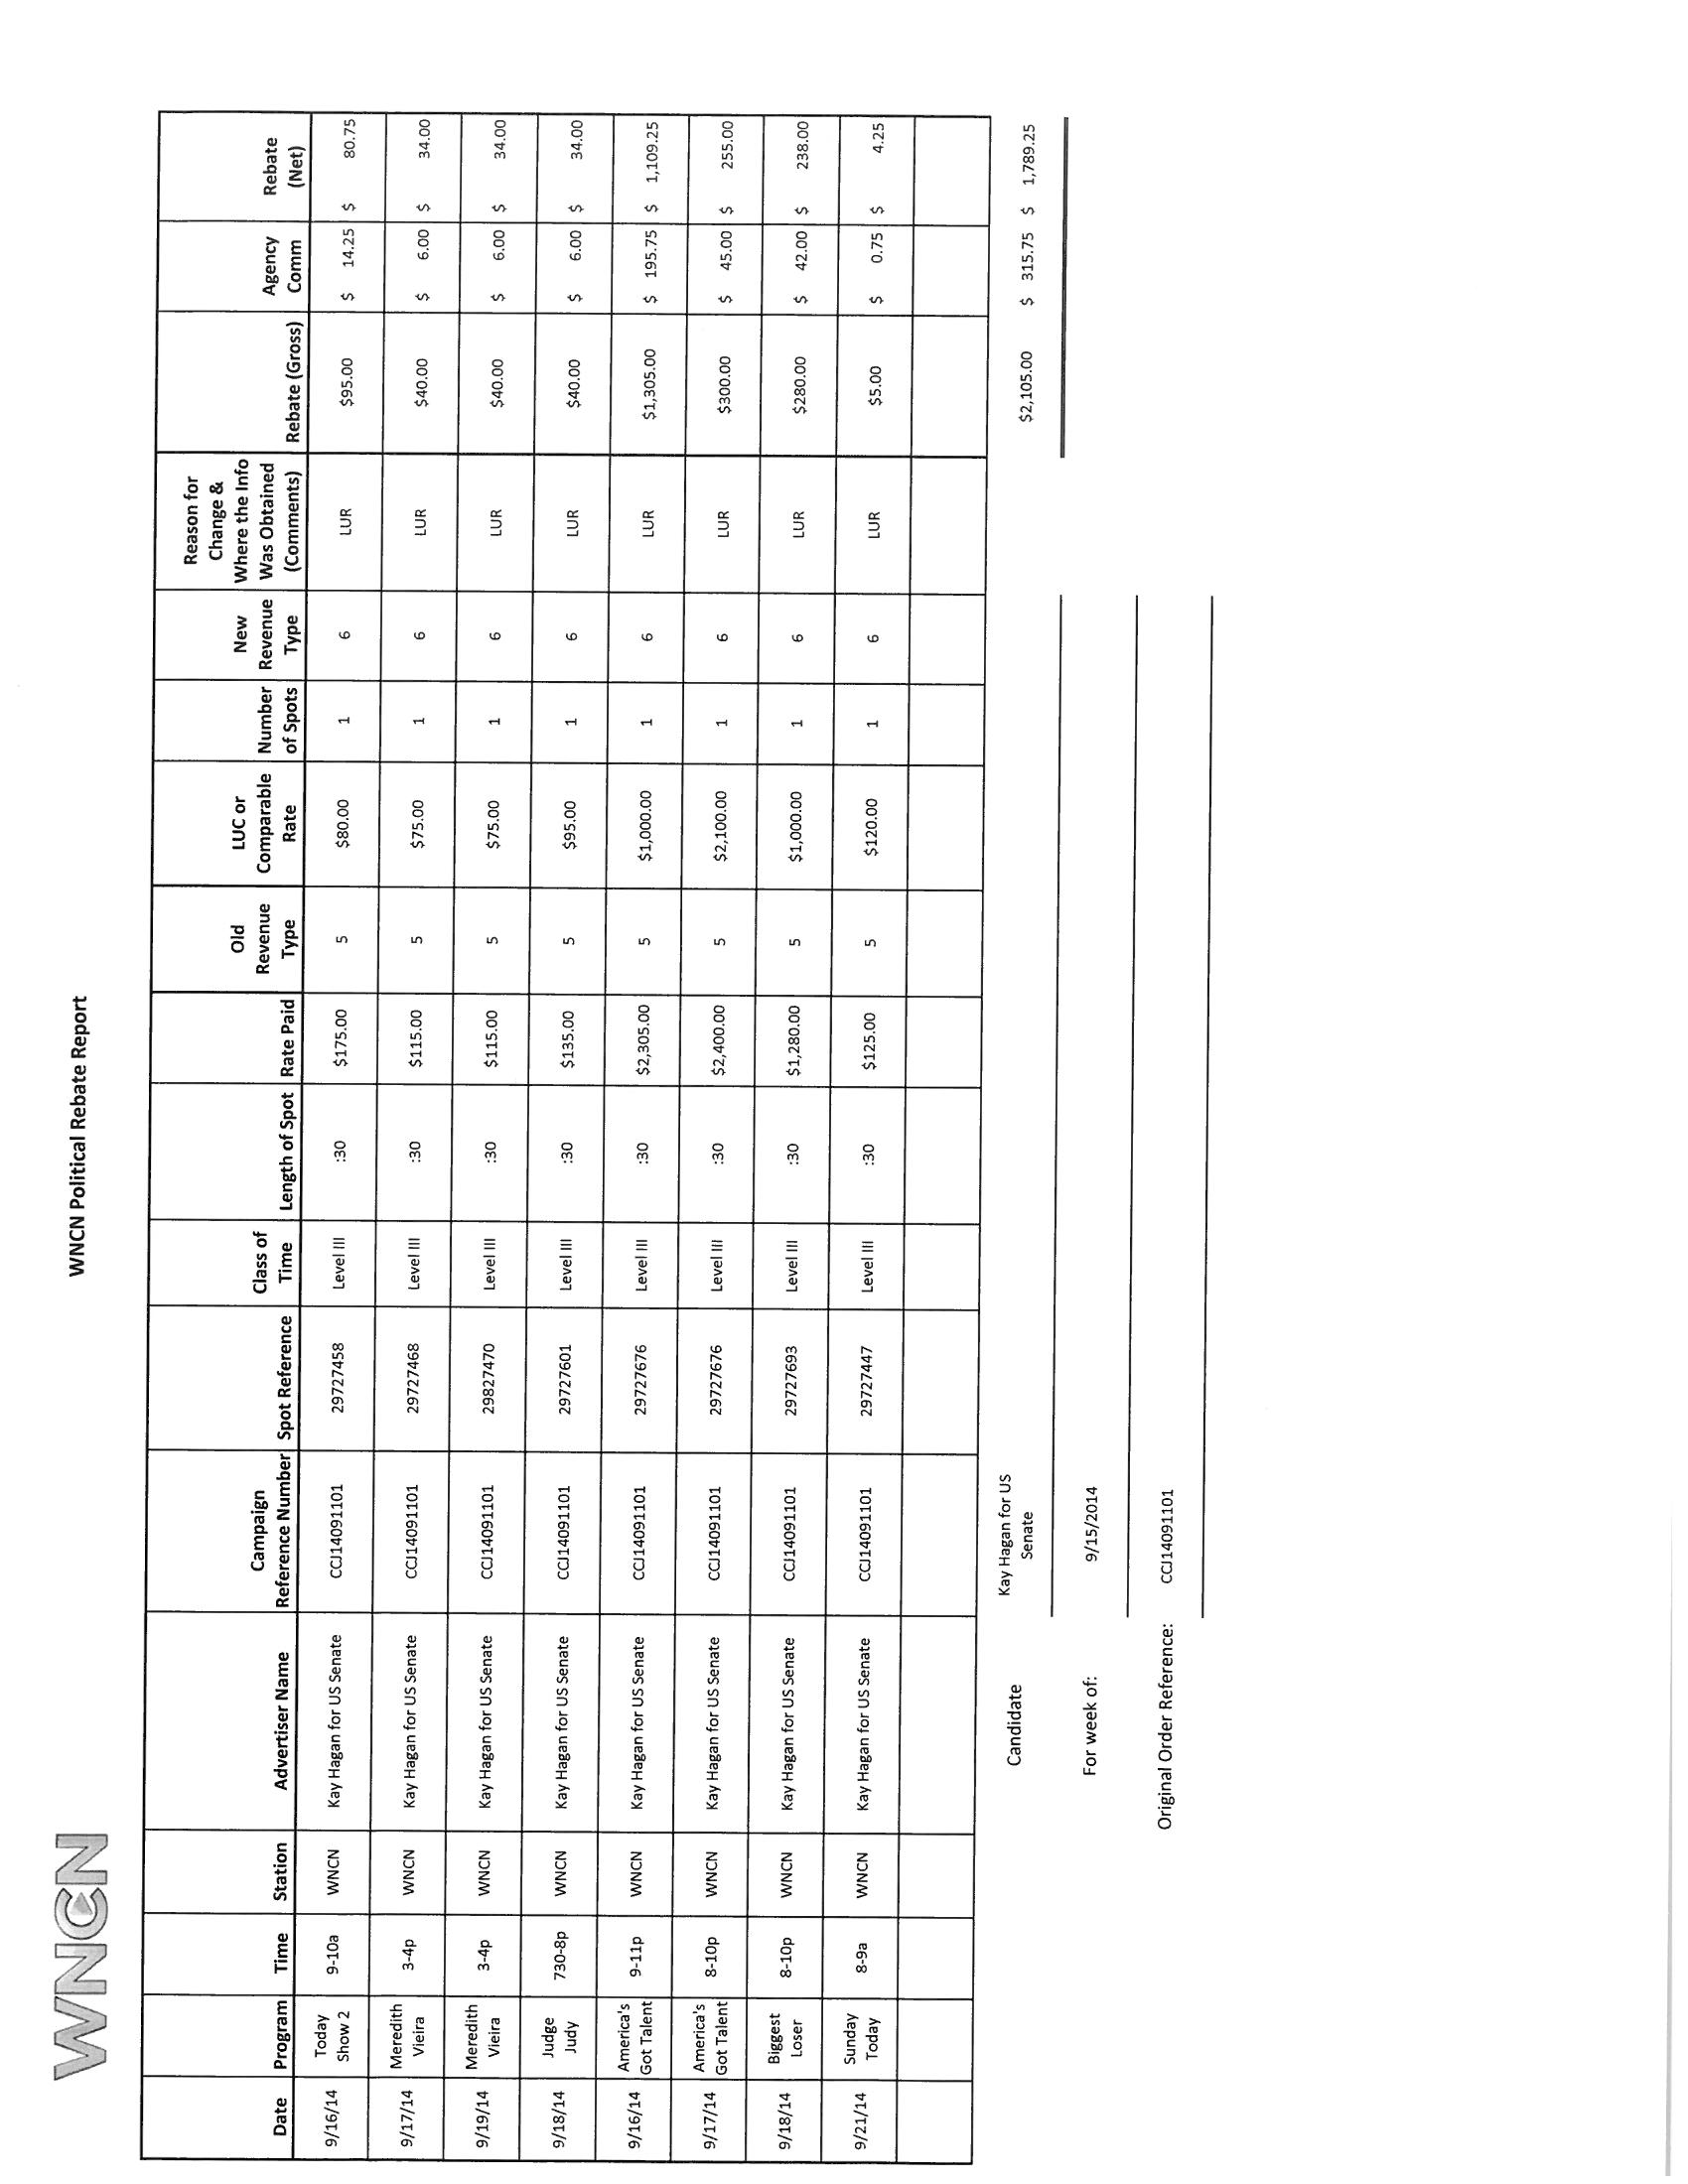 WNCN
WNCN Political Rebate Report
Date Program Time Station Advertiser Name Campaign Reference Number Spot Reference Class of Time Length of Spot Rate Paid Old Revenue Type LUC or Comparable Rate Number of Spots New Revenue Type Reason for Change & Where the Info Was Obtained (Comments) Rebate (Gross) Agency Comm Rebate (Net)
9/16/14 Today Show 2 9-10a WNCN Kay Hagan for US Senate CCJ14091101 29727458 Level III :30 $175.00 5 $80.00 1 6 LUR $95.00 $ 14.25 $ 80.75
9/17/14 Meredith Vieira 3-4p WNCN Kay Hagan for US Senate CCJ14091101 29727468 Level III :30 $115.00 5 $75.00 1 6 LUR $40.00 $ 6.00 $ 34.00
9/19/14 Meredith Vieira 3-4p WNCN Kay Hagan for US Senate CCJ14091101 29827470 Level III :30 $115.00 5 $75.00 1 6 LUR $40.00 $ 6.00 $ 34.00
9/18/14 Judge Judy 730-8p WNCN Kay Hagan for US Senate CCJ14091101 29727601 Level III :30 $135.00 5 $95.00 1 6 LUR $40.00 $ 6.00 $ 34.00
9/16/14 America's Got Talent 9-11p WNCN Kay Hagan for US Senate CCJ14091101 29727676 Level III :30 $2,305.00 5 $1,000.00 1 6 LUR $1,305.00 $ 195.75 $ 1,109.25
9/17/14 America's Got Talent 8-10p WNCN Kay Hagan for US Senate CCJ14091101 29727676 Level III :30 $2,400.00 5 $2,100.00 1 6 LUR $300.00 $ 45.00 $ 255.00
9/18/14 Biggest Loser 8-10p WNCN Kay Hagan for US Senate CCJ14091101 29727693 Level III :30 $1,280.00 5 $1,000.00 1 6 LUR $280.00 $ 42.00 $ 238.00
9/21/14 Sunday Today 8-9a WNCN Kay Hagan for US Senate CCJ14091101 29727447 Level III :30 $125.00 5 $120.00 1 6 LUR $5.00 $ 0.75 $ 4.25
Candidate Kay Hagan for US Senate $2,105.00 $ 315.75 $ 1,789.25
For week of: 9/15/2014
Original Order Reference: CCJ14091101